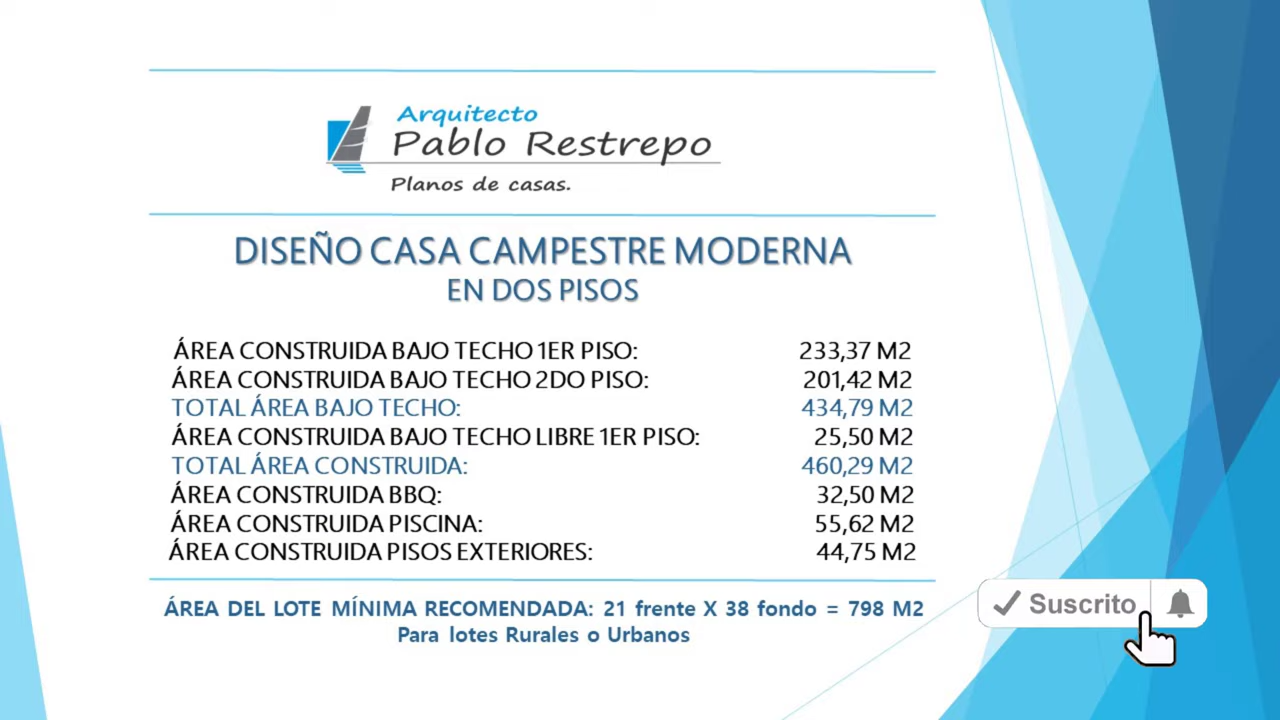 Arquitecto
Pablo Restrepo
Planos de casas.
DISEÑO CASA CAMPESTRE MODERNA
EN DOS PISOS
ÁREA CONSTRUIDA BAJO TECHO 1ER PISO: 233,37 M2
ÁREA CONSTRUIDA BAJO TECHO 2DO PISO: 201,42 M2
TOTAL ÁREA BAJO TECHO: 434,79 M2
ÁREA CONSTRUIDA BAJO TECHO LIBRE 1ER PISO: 25,50 M2
TOTAL ÁREA CONSTRUIDA: 460,29 M2
ÁREA CONSTRUIDA BBQ: 32,50 M2
ÁREA CONSTRUIDA PISCINA: 55,62 M2
ÁREA CONSTRUIDA PISOS EXTERIORES: 44,75 M2
ÁREA DEL LOTE MÍNIMA RECOMENDADA: 21 frente X 38 fondo = 798 M2
Para lotes Rurales o Urbanos
Suscrito